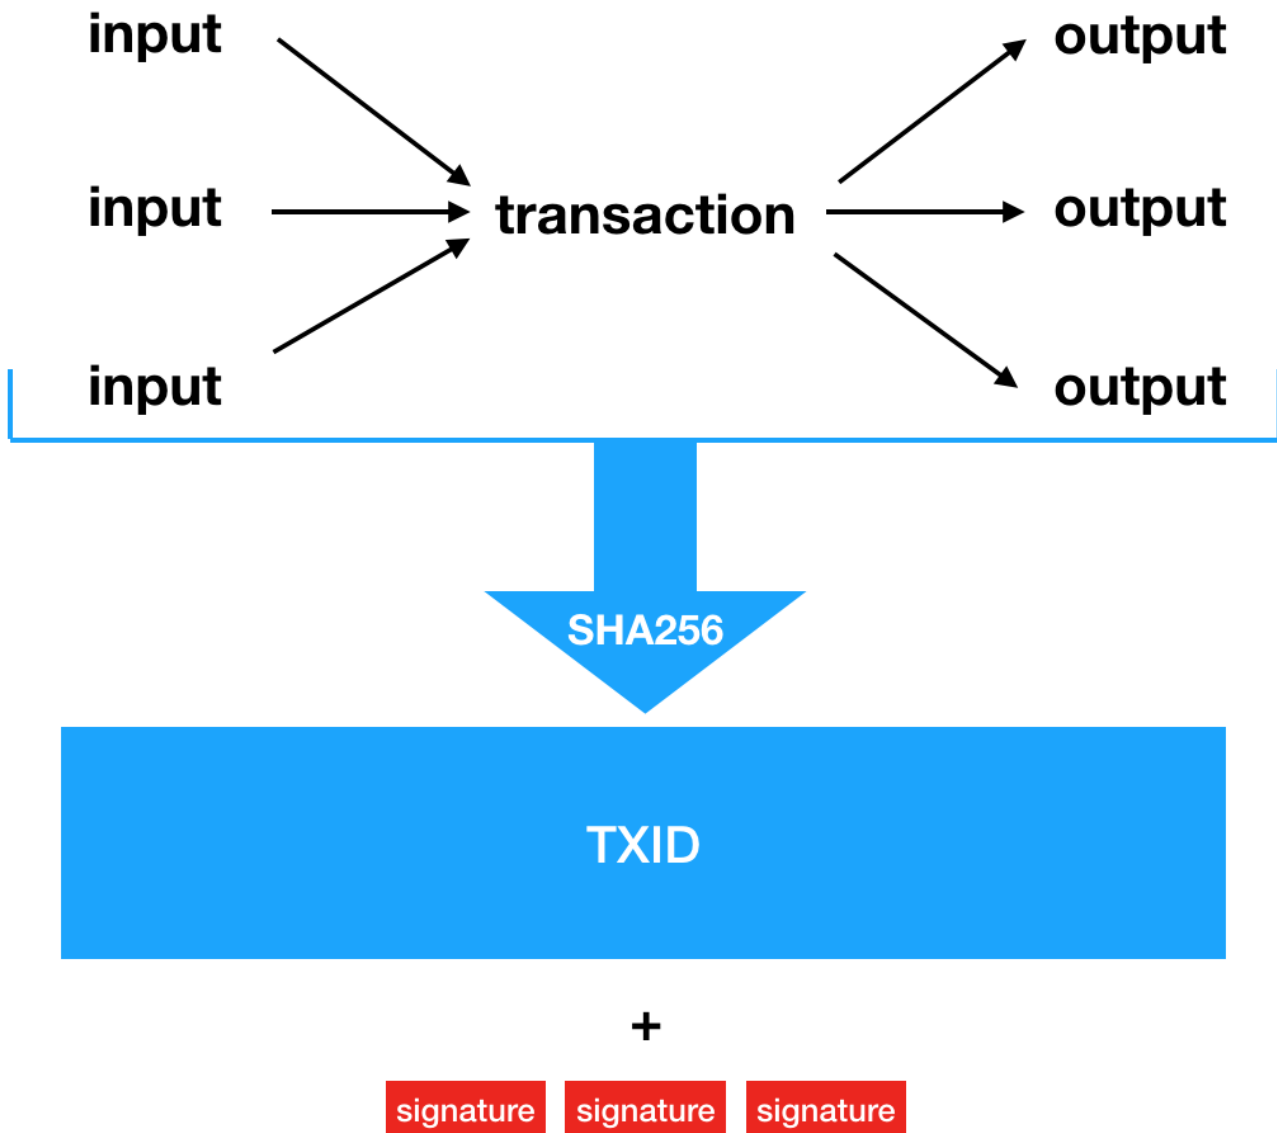 input output
input transaction output
input output
SHA256
TXID
+
signature signature signature